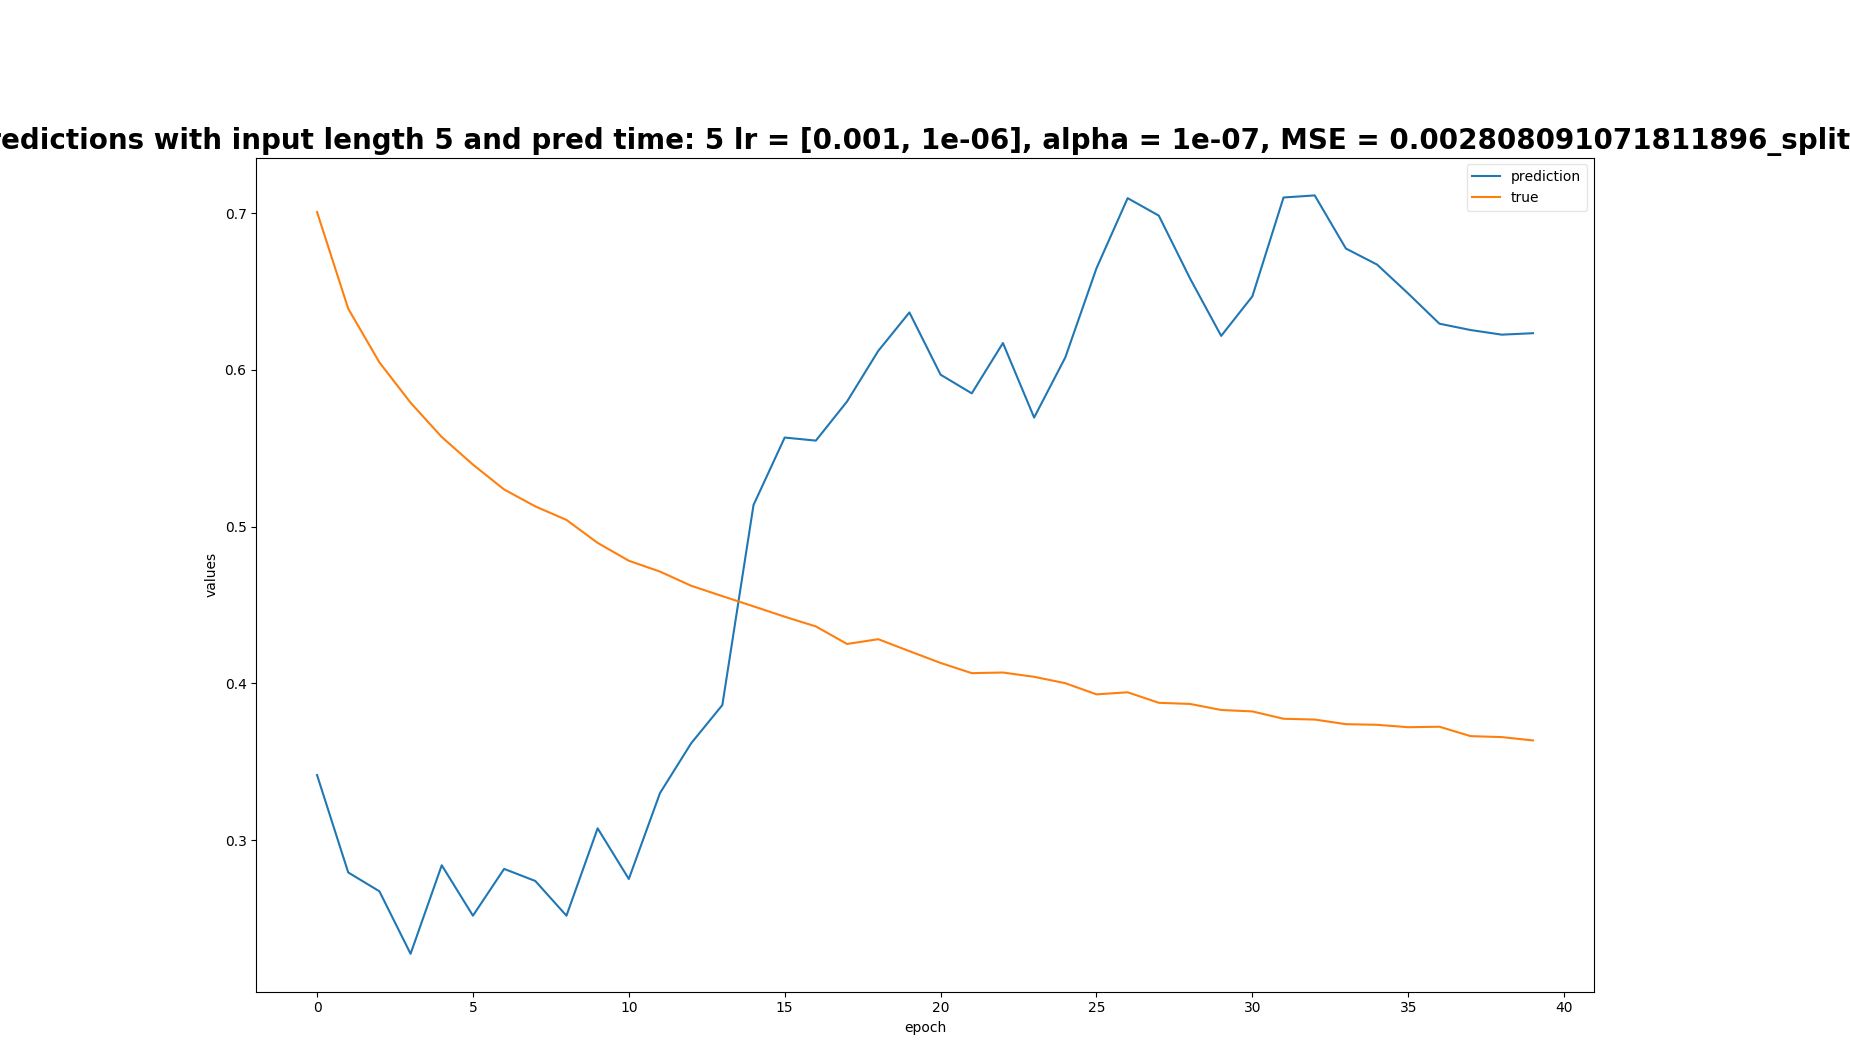 redictions with input length 5 and pred time: 5 lr = [0.001, 1e-06], alpha = 1e-07, MSE = 0.002808091071811896_split
prediction
true
0.7
0.6
0.5
0.4
0.3
values
0 5 10 15 20 25 30 35 40
epoch